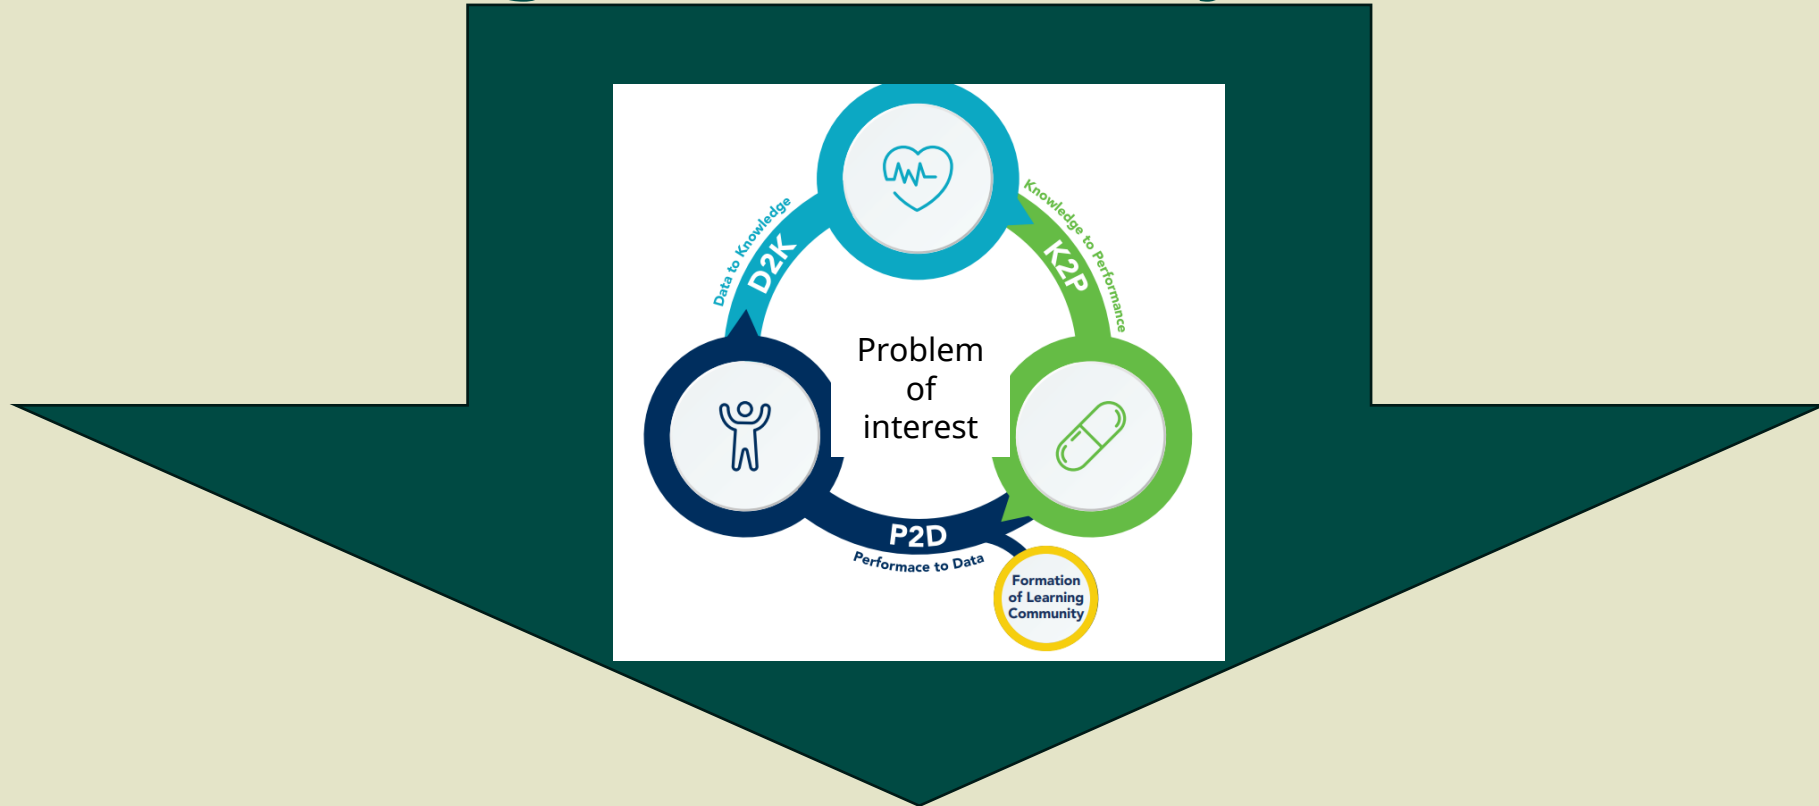 Data to Knowledge
D2K
Knowledge to Performance
K2P
Problem
of
interest
P2D
Performace to Data
Formation
of Learning
Community